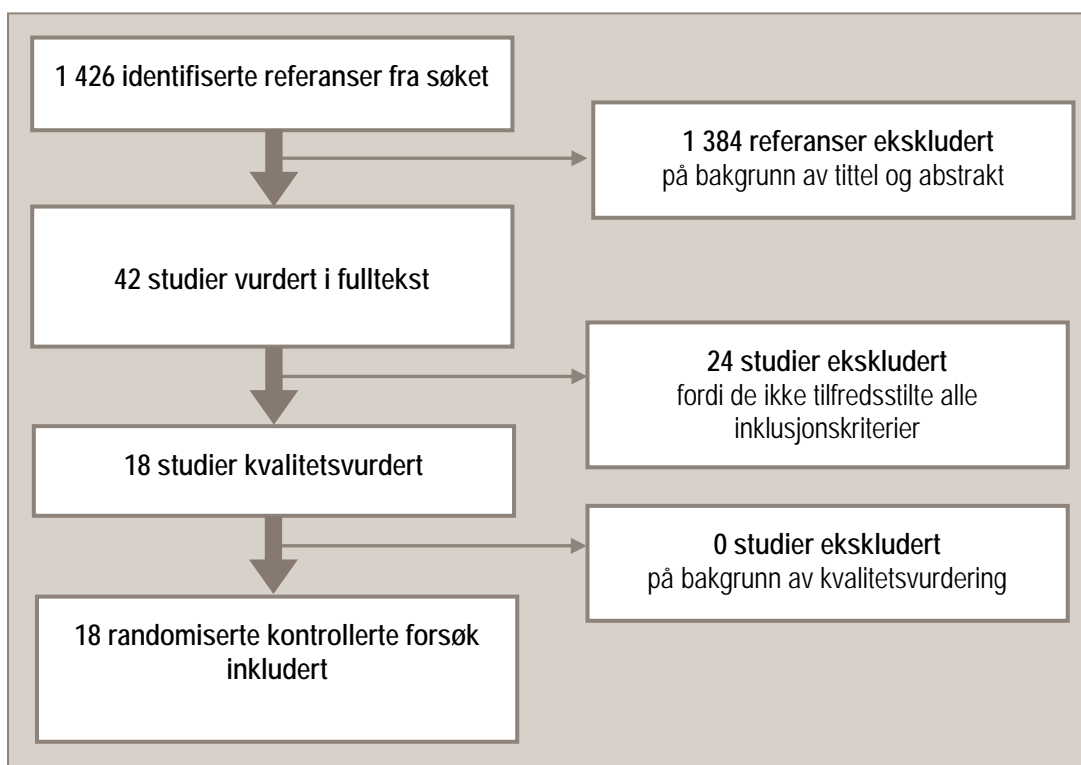 1 426 identifiserte referanser fra søket
1 384 referanser ekskludert
på bakgrunn av tittel og abstrakt
42 studier vurdert i fulltekst
24 studier ekskludert
fordi de ikke tilfredsstilte alle
inklusjonskriterier
18 studier kvalitetsvurdert
0 studier ekskludert
på bakgrunn av kvalitetsvurdering
18 randomiserte kontrollerte forsøk
inkludert